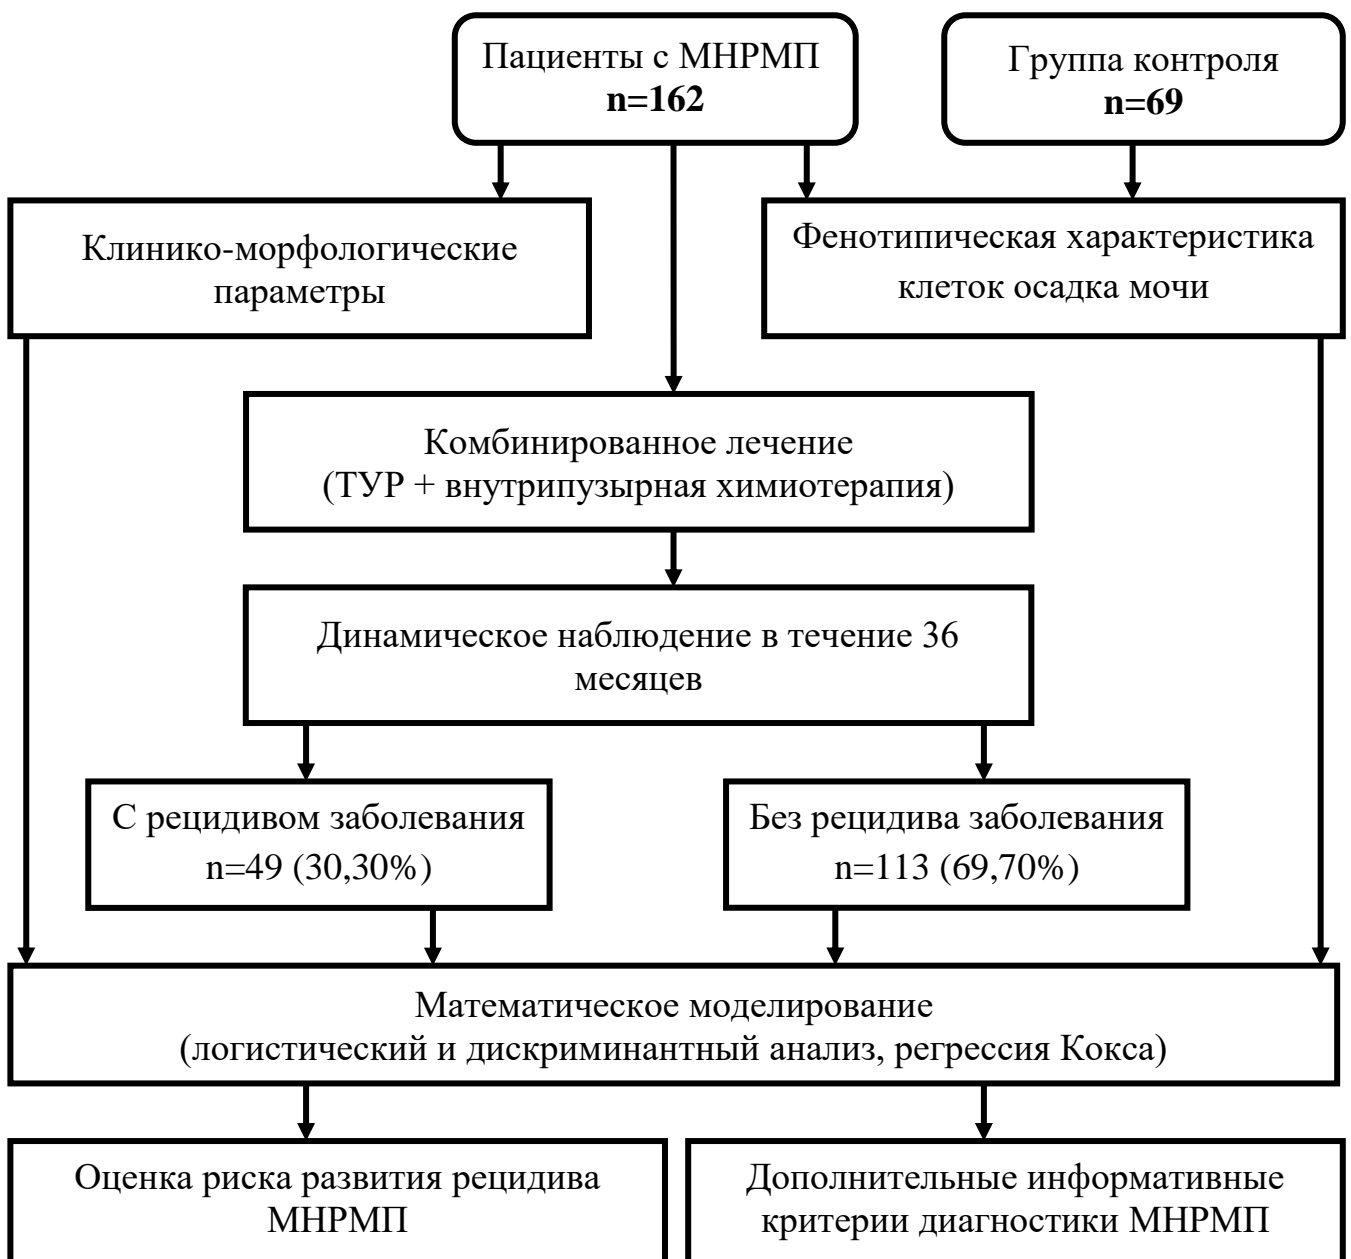 Пациенты с МНРМП
n=162
Группа контроля
n=69
Клинико-морфологические
параметры
Фенотипическая характеристика
клеток осадка мочи
Комбинированное лечение
(ТУР + внутрипузырная химиотерапия)
Динамическое наблюдение в течение 36
месяцев
С рецидивом заболевания
n=49 (30,30%)
Без рецидива заболевания
n=113 (69,70%)
Математическое моделирование
(логистический и дискриминантный анализ, регрессия Кокса)
Оценка риска развития рецидива
МНРМП
Дополнительные информативные
критерии диагностики МНРМП